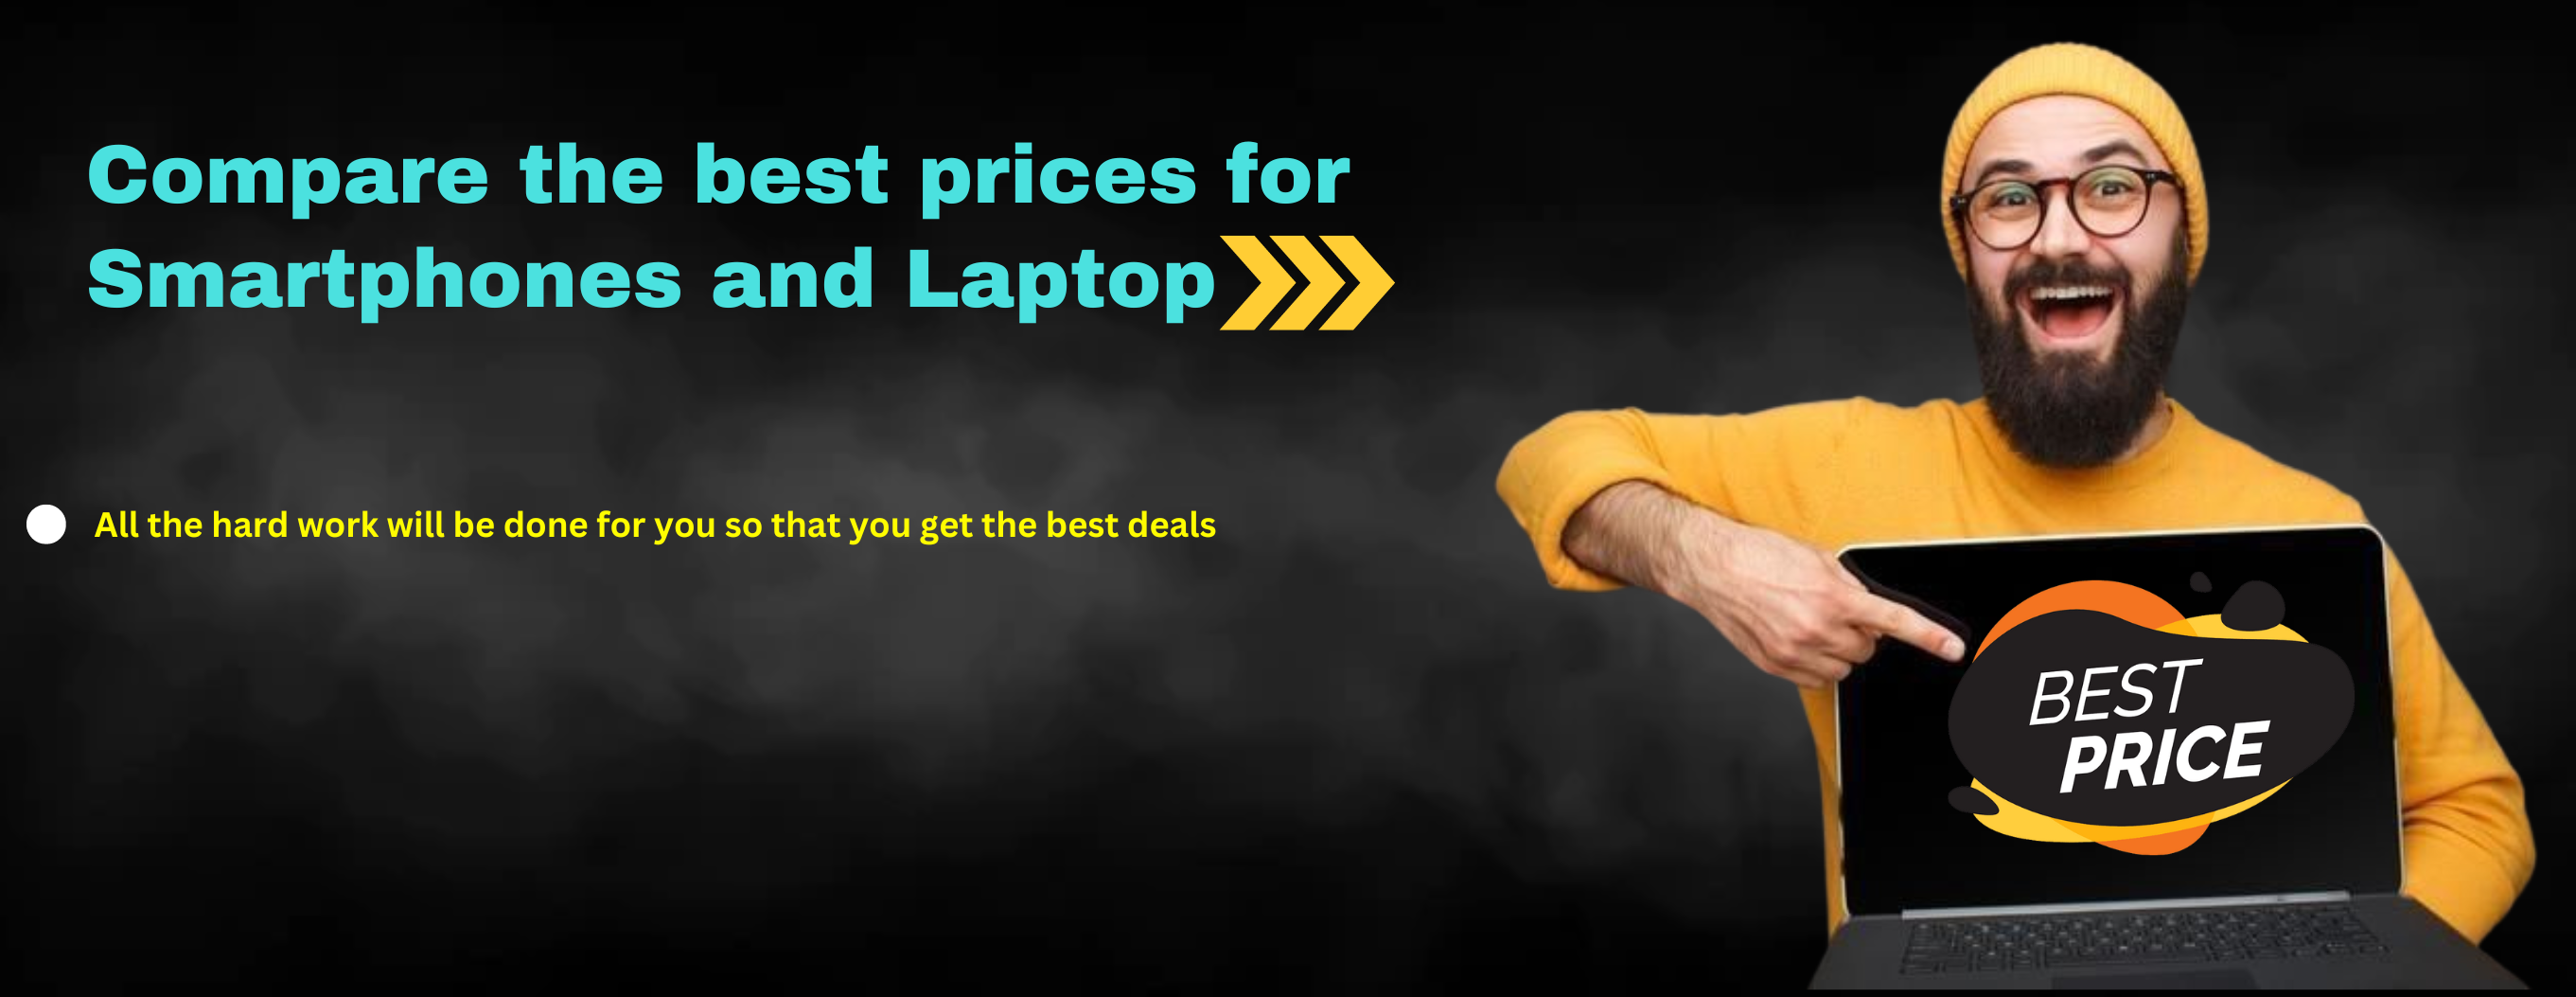 Compare the best prices for
Smartphones and Laptop
All the hard work will be done for you so that you get the best deals
BEST
PRICE